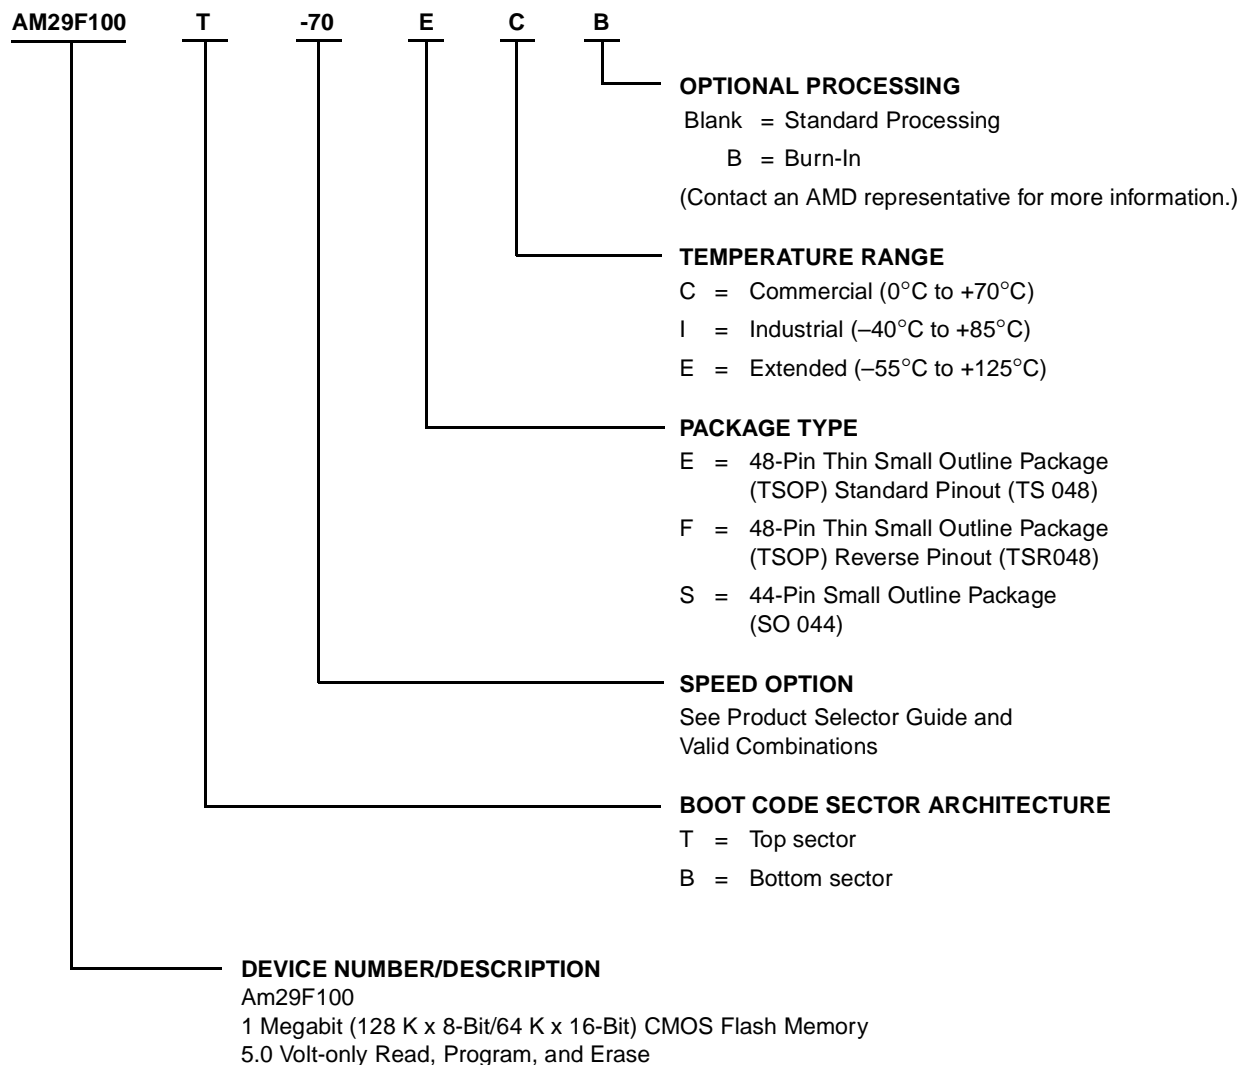 AM29F100 T -70 E C B
OPTIONAL PROCESSING
Blank = Standard Processing
B = Burn-In
(Contact an AMD representative for more information.)
TEMPERATURE RANGE
C = Commercial (0°C to +70°C)
I = Industrial (–40°C to +85°C)
E = Extended (–55°C to +125°C)
PACKAGE TYPE
E = 48-Pin Thin Small Outline Package
(TSOP) Standard Pinout (TS 048)
F = 48-Pin Thin Small Outline Package
(TSOP) Reverse Pinout (TSR048)
S = 44-Pin Small Outline Package
(SO 044)
SPEED OPTION
See Product Selector Guide and
Valid Combinations
BOOT CODE SECTOR ARCHITECTURE
T = Top sector
B = Bottom sector
DEVICE NUMBER/DESCRIPTION
Am29F100
1 Megabit (128 K x 8-Bit/64 K x 16-Bit) CMOS Flash Memory
5.0 Volt-only Read, Program, and Erase